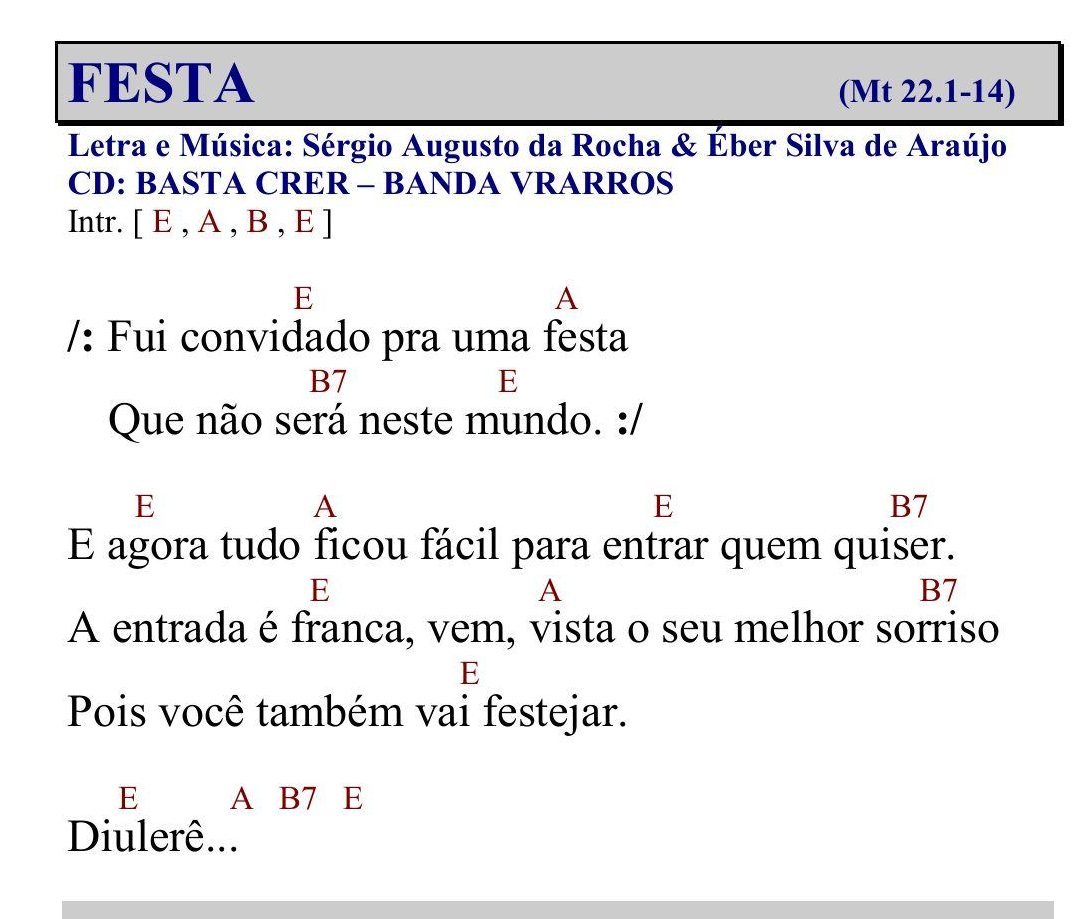 FESTA (Mt 22.1-14)
Letra e Música: Sérgio Augusto da Rocha & Éber Silva de Araújo
CD: BASTA CRER – BANDA VRARROS
Intr. [ E , A , B , E ]
E A
/: Fui convidado pra uma festa
B7 E
Que não será neste mundo. :/
E A E B7
E agora tudo ficou fácil para entrar quem quiser.
E A B7
A entrada é franca, vem, vista o seu melhor sorriso
E
Pois você também vai festejar.
E A B7 E
Diulerê...